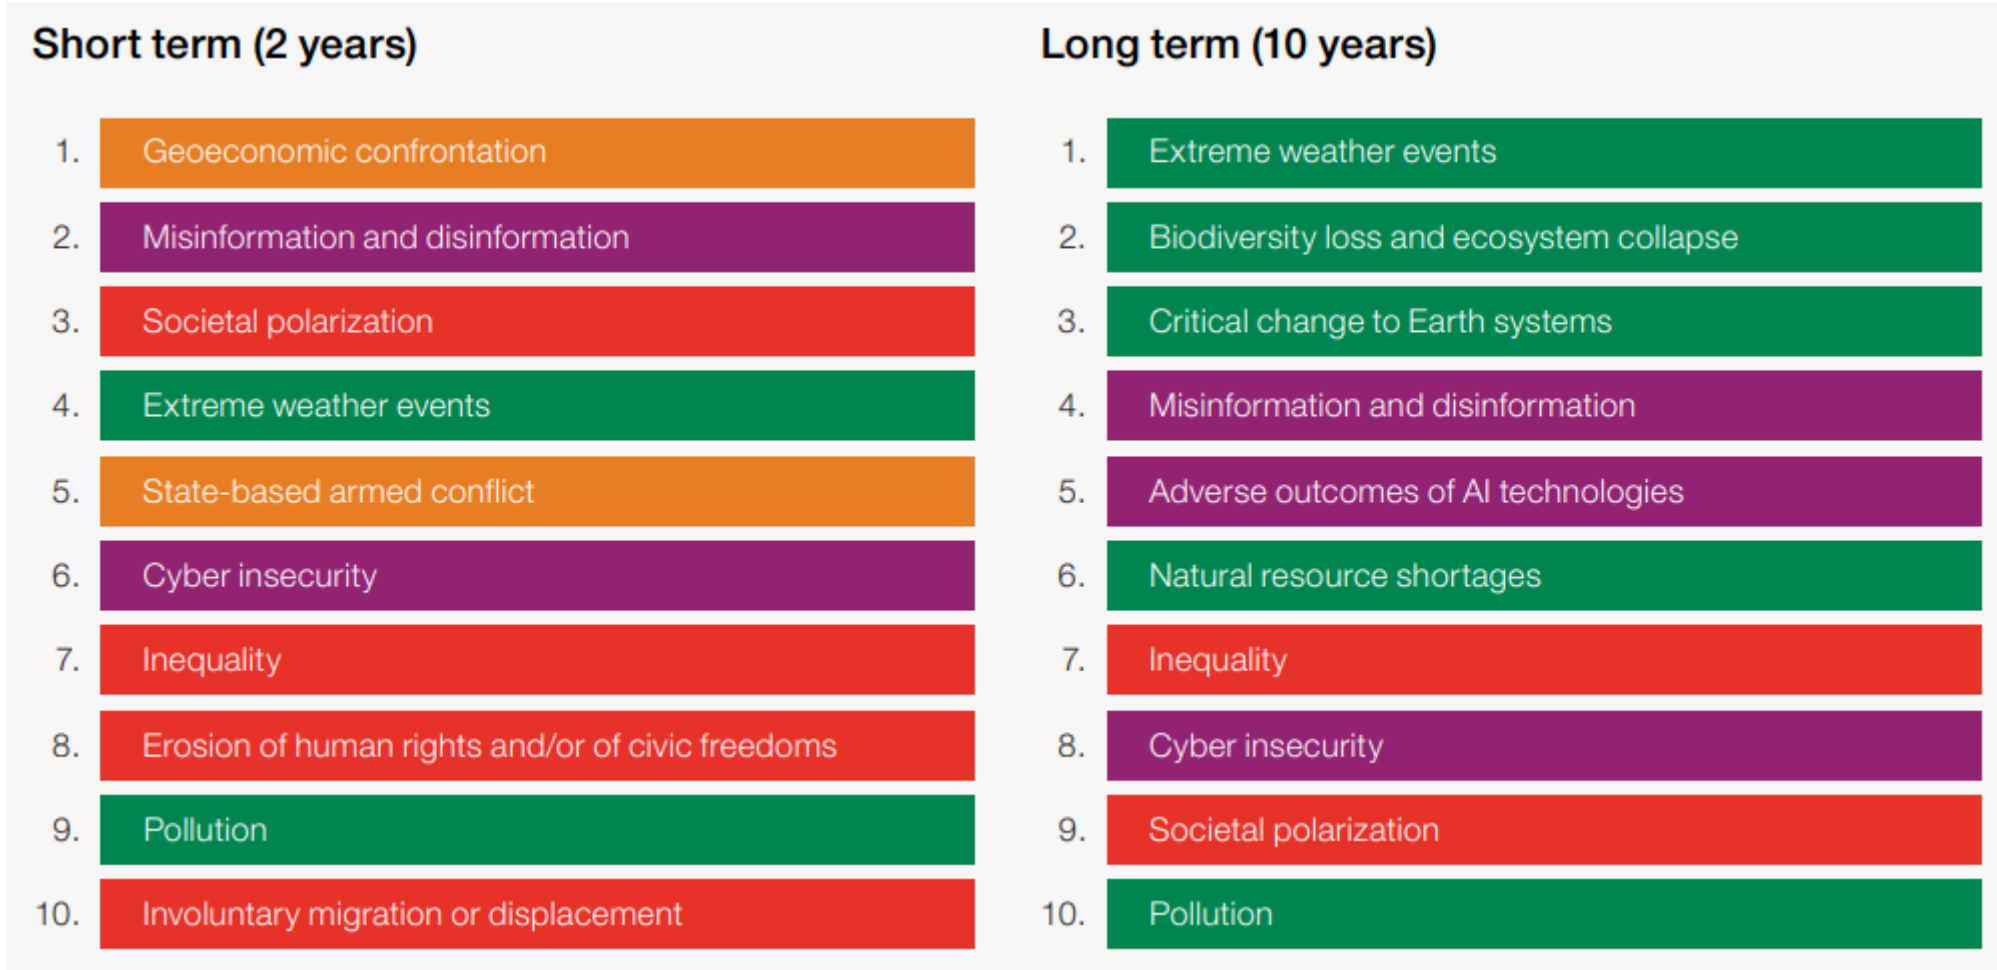 Short term (2 years)
1. Geoeconomic confrontation
2. Misinformation and disinformation
3. Societal polarization
4. Extreme weather events
5. State-based armed conflict
6. Cyber insecurity
7. Inequality
8. Erosion of human rights and/or of civic freedoms
9. Pollution
10. Involuntary migration or displacement
Long term (10 years)
1. Extreme weather events
2. Biodiversity loss and ecosystem collapse
3. Critical change to Earth systems
4. Misinformation and disinformation
5. Adverse outcomes of AI technologies
6. Natural resource shortages
7. Inequality
8. Cyber insecurity
9. Societal polarization
10. Pollution